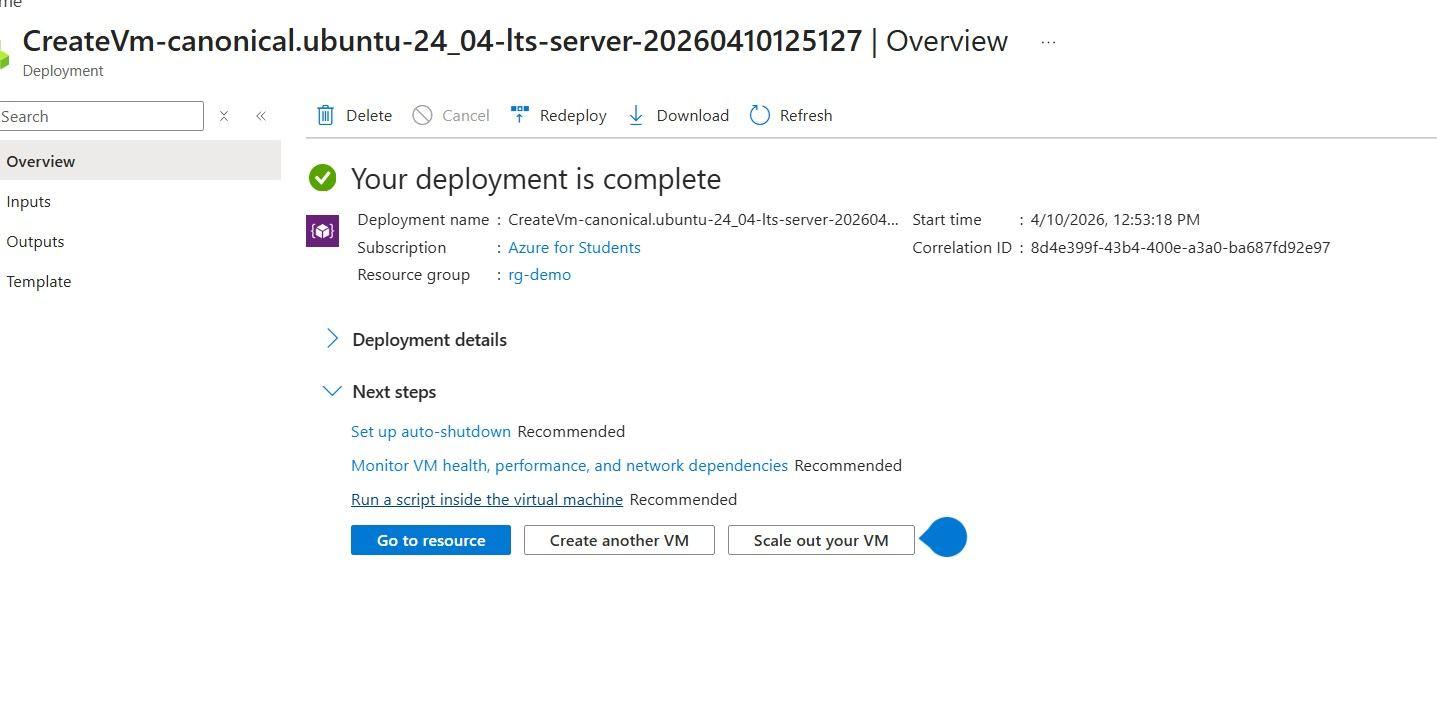 CreateVm-canonical.ubuntu-24_04-lts-server-20260410125127 | Overview ...
Deployment
Search
Overview
Inputs
Outputs
Template
Delete Cancel Redeploy Download Refresh
Your deployment is complete
Deployment name : CreateVm-canonical.ubuntu-24_04-lts-server-202604... Start time : 4/10/2026, 12:53:18 PM
Subscription : Azure for Students Correlation ID : 8d4e399f-43b4-400e-a3a0-ba687fd92e97
Resource group : rg-demo
Deployment details
Next steps
Set up auto-shutdown Recommended
Monitor VM health, performance, and network dependencies Recommended
Run a script inside the virtual machine Recommended
Go to resource Create another VM Scale out your VM